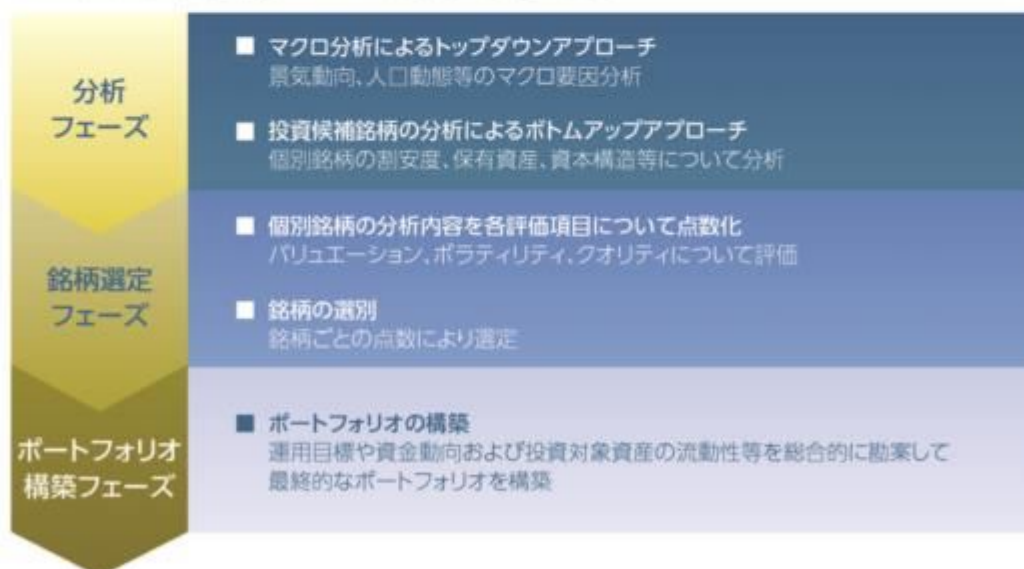 分析
フェーズ
■ マクロ分析によるトップダウンアプローチ
景気動向、人口動態等のマクロ要因分析
■ 投資候補銘柄の分析によるボトムアップアプローチ
個別銘柄の割安度、保有資産、資本構造等について分析
銘柄選定
フェーズ
■ 個別銘柄の分析内容を各評価項目について点数化
バリュエーション、ボラティリティ、クオリティについて評価
■ 銘柄の選別
銘柄ごとの点数により選定
ポートフォリオ
構築フェーズ
■ ポートフォリオの構築
運用目標や資金動向および投資対象資産の流動性等を総合的に勘案して
最終的なポートフォリオを構築